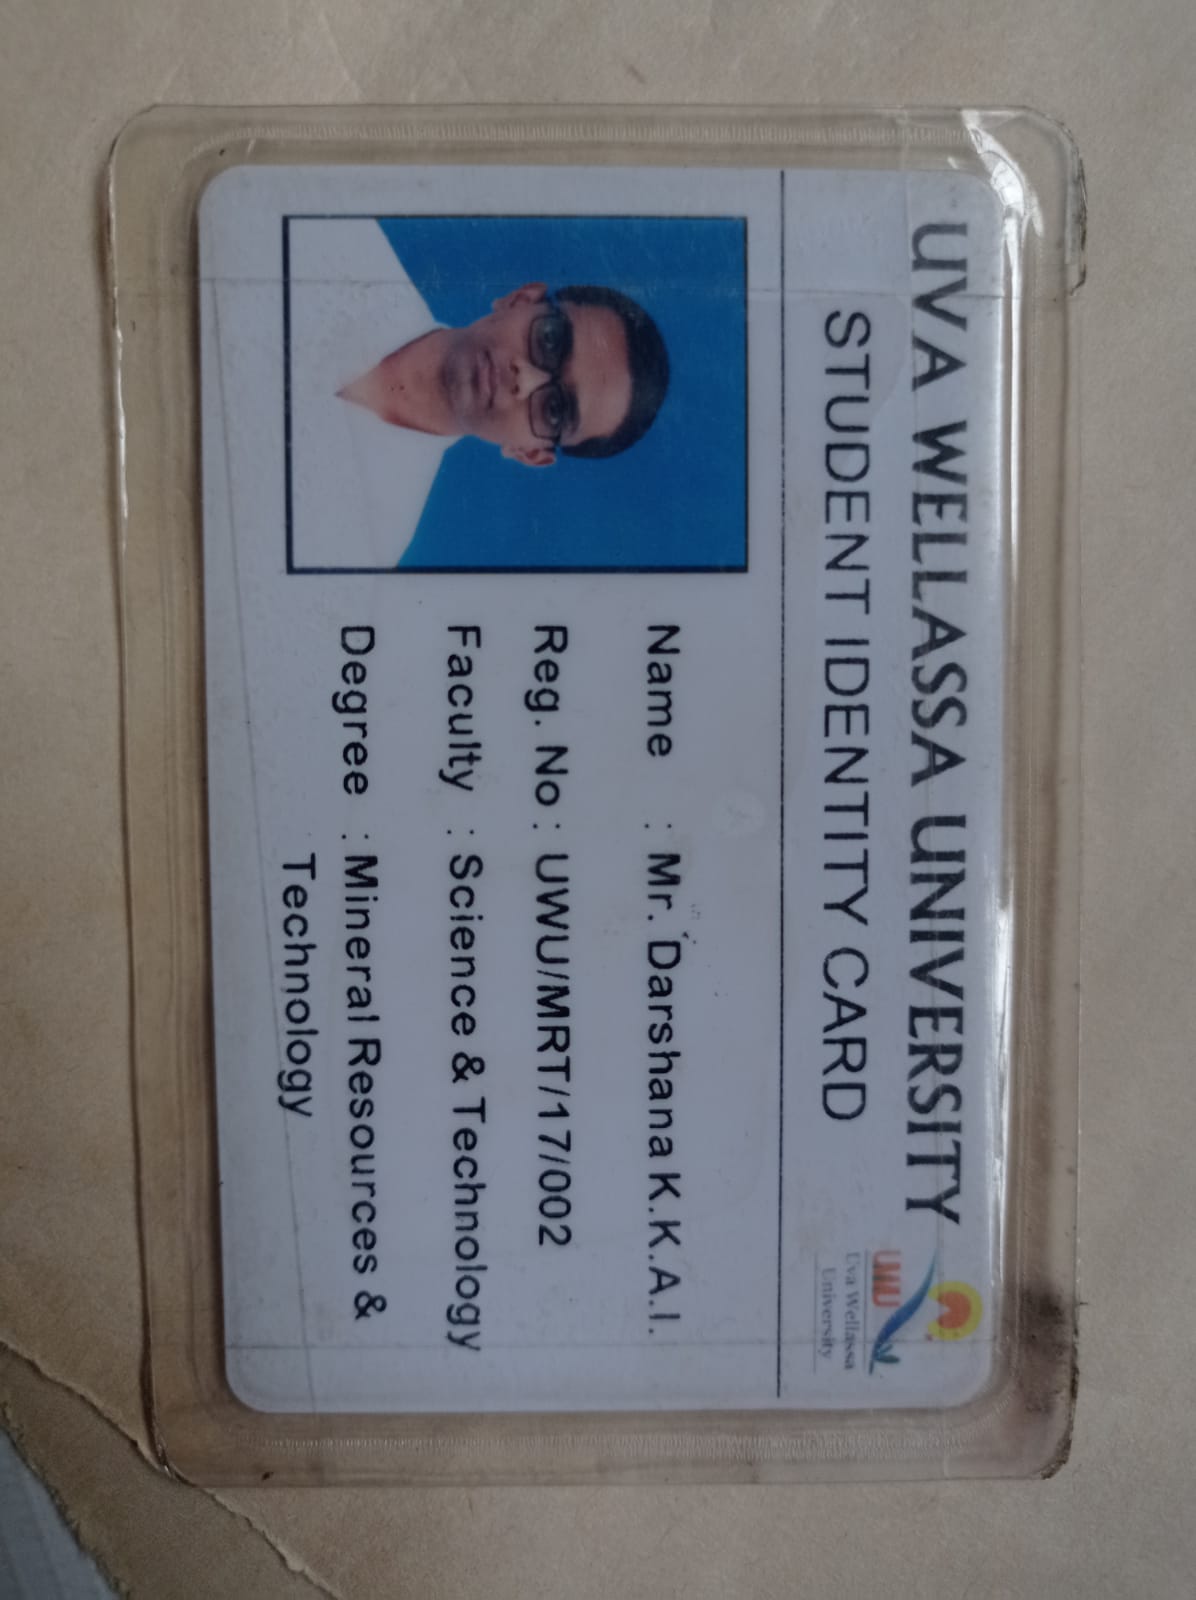 UVA WELLASSA UNIVERSITY
STUDENT IDENTITY CARD
UWU
Uva Wellassa
University
Name : Mr. Darshana K.K.A.I.
Reg. No : UWU/MRT/17/002
Faculty : Science & Technology
Degree : Mineral Resources &
Technology